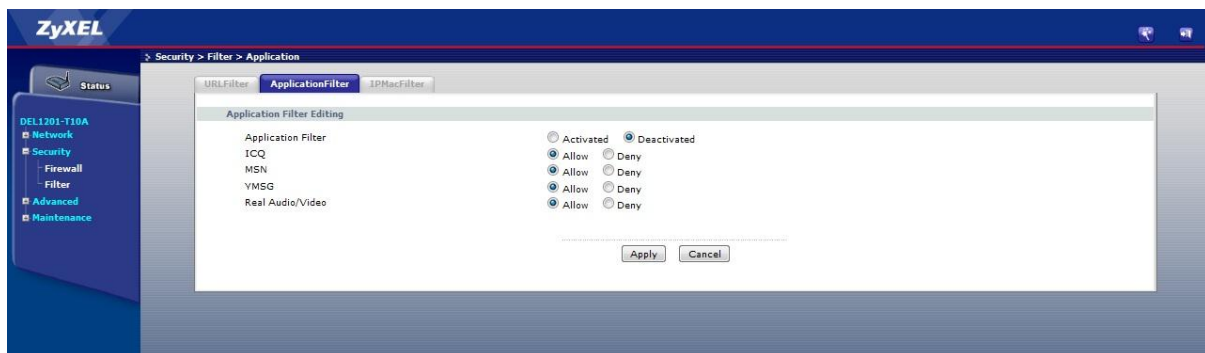 ZyXEL
Security > Filter > Application
Status
URLFilter ApplicationFilter IPMacFilter
DEL1201-T10A
Network
Security
Firewall
Filter
Advanced
Maintenance
Application Filter Editing
Application Filter Activated Deactivated
ICQ Allow Deny
MSN Allow Deny
YMSG Allow Deny
Real Audio/Video Allow Deny
Apply Cancel